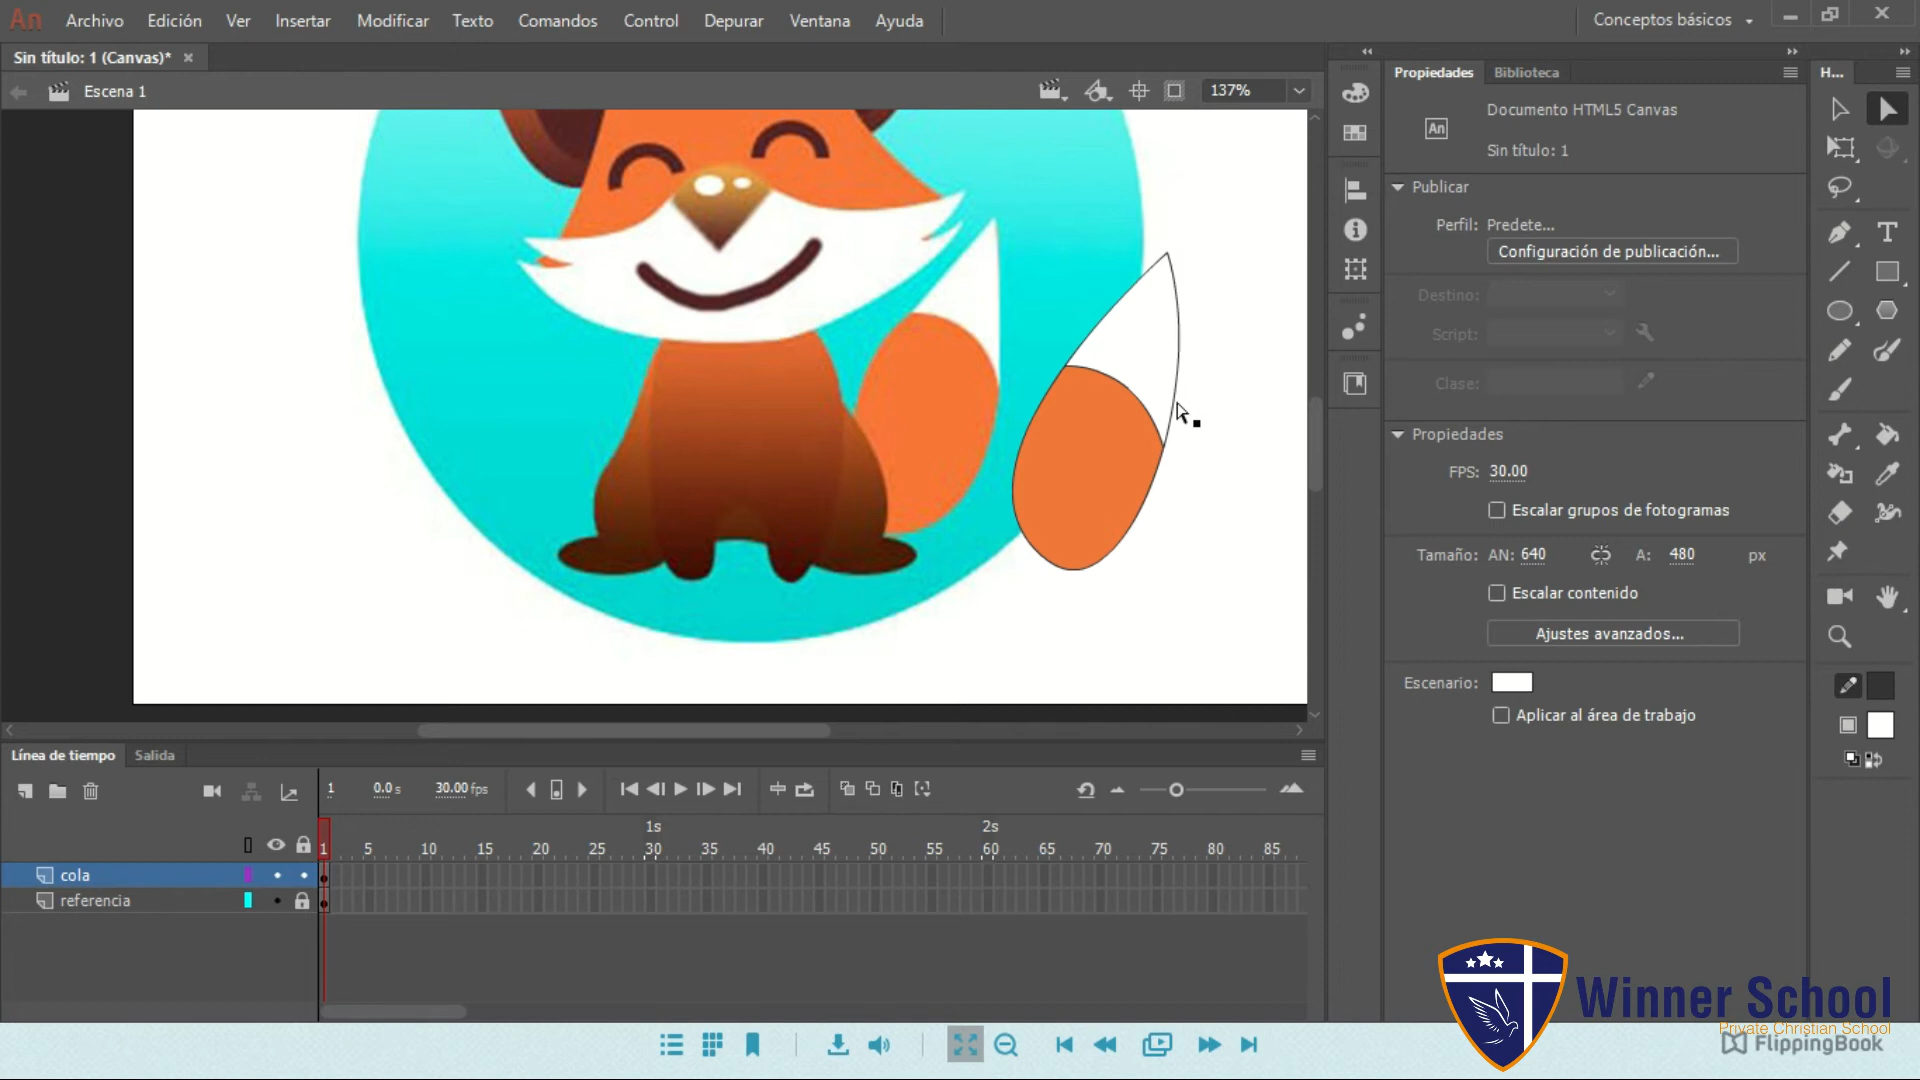 An Archivo Edición Ver Insertar Modificar Texto Comandos Control Depurar Ventana Ayuda Conceptos básicos
Sin título: 1 (Canvas)*
Escena 1
137%
Propiedades Biblioteca
H...
An
Documento HTML5 Canvas
Sin título: 1
Publicar
Perfil: Predete...
Configuración de publicación...
Destino:
Script:
Clase:
Propiedades
FPS: 30.00
Escalar grupos de fotogramas
Tamaño: AN: 640 A: 480 px
Escalar contenido
Ajustes avanzados...
Escenario:
Aplicar al área de trabajo
Línea de tiempo Salida
1 0.0 s 30.00 fps
1s 2s
1 5 10 15 20 25 30 35 40 45 50 55 60 65 70 75 80 85
cola
referencia
Winner School
Private Christian School
FlippingBook